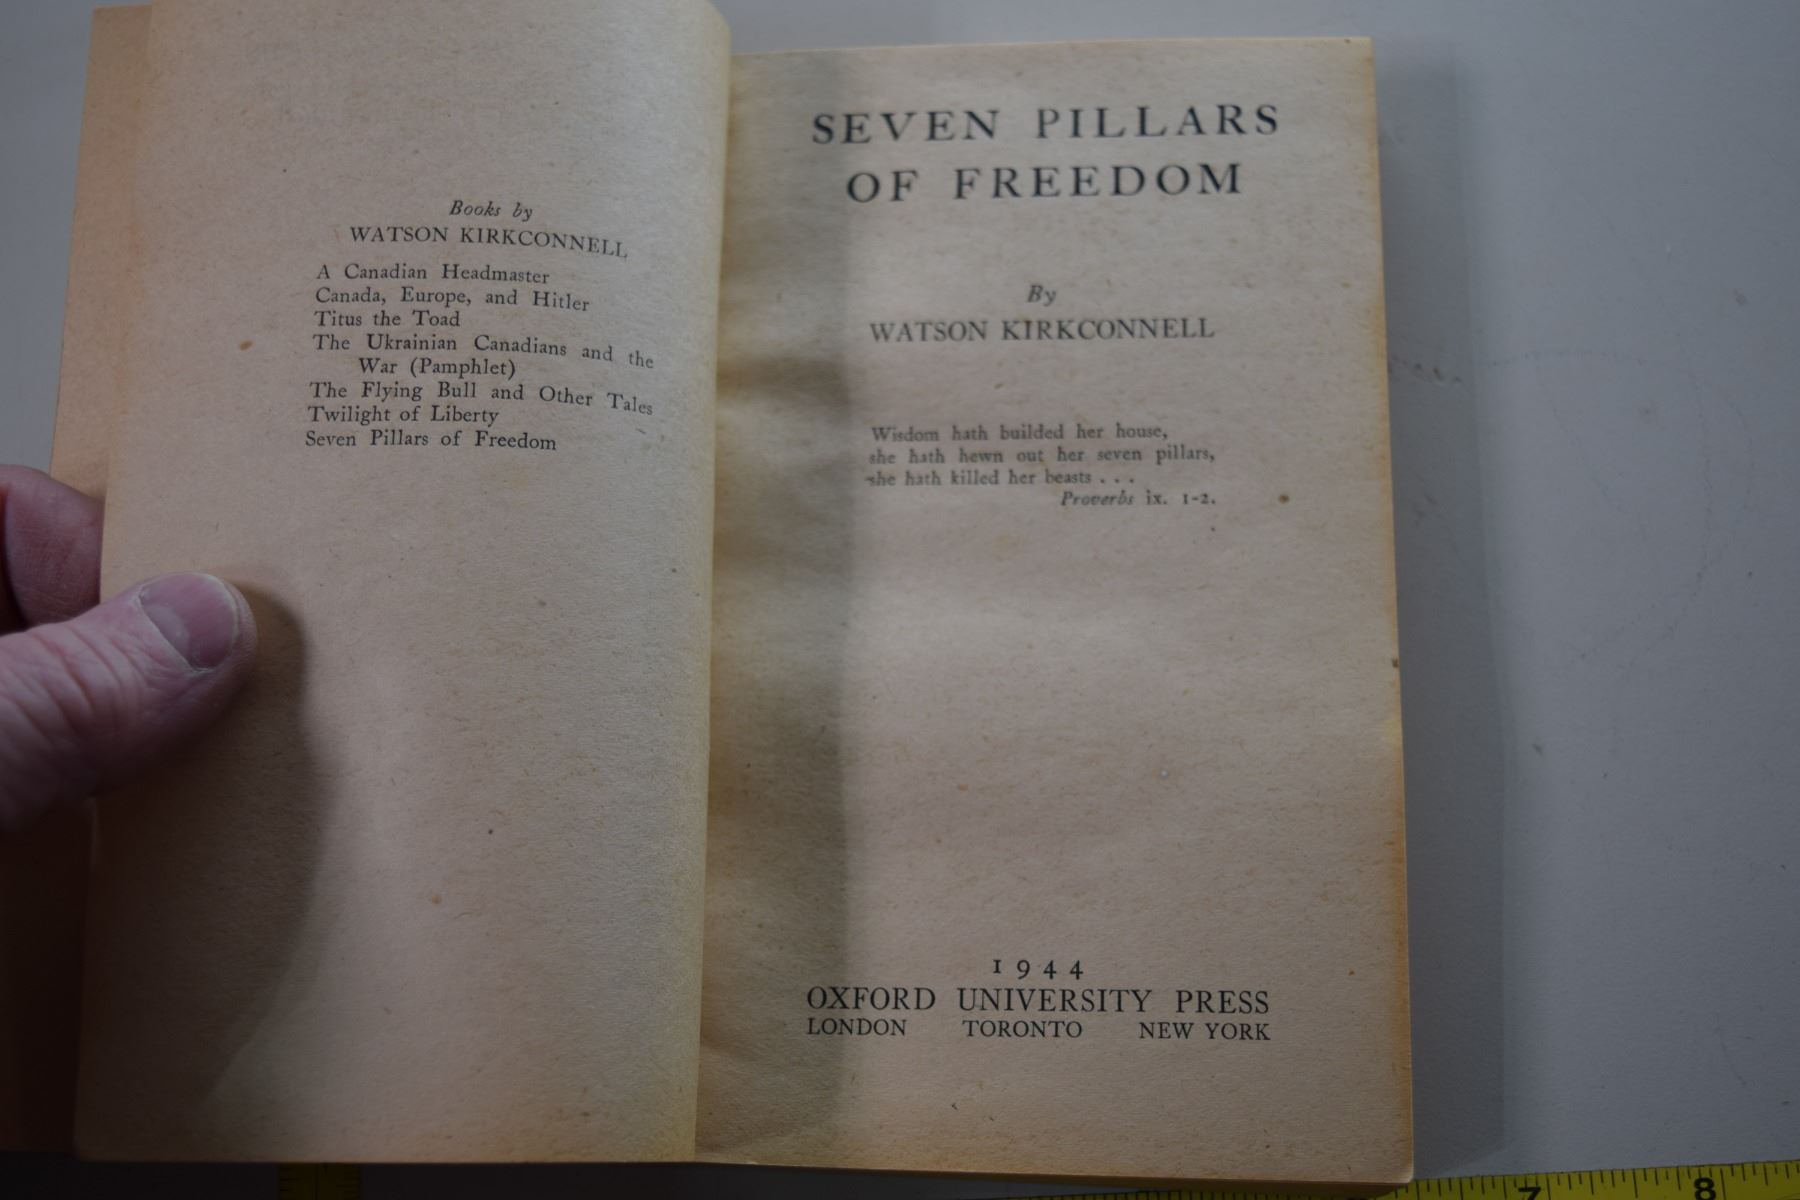 Books by
WATSON KIRKCONNELL
A Canadian Headmaster
Canada, Europe, and Hitler
Titus the Toad
The Ukrainian Canadians and the
War (Pamphlet)
The Flying Bull and Other Tales
Twilight of Liberty
Seven Pillars of Freedom
SEVEN PILLARS
OF FREEDOM
By
WATSON KIRKCONNELL
Wisdom hath builded her house,
she hath hewn out her seven pillars,
she hath killed her beasts . . .
Proverbs ix. 1-2.
1944
OXFORD UNIVERSITY PRESS
LONDON TORONTO NEW YORK
7 8